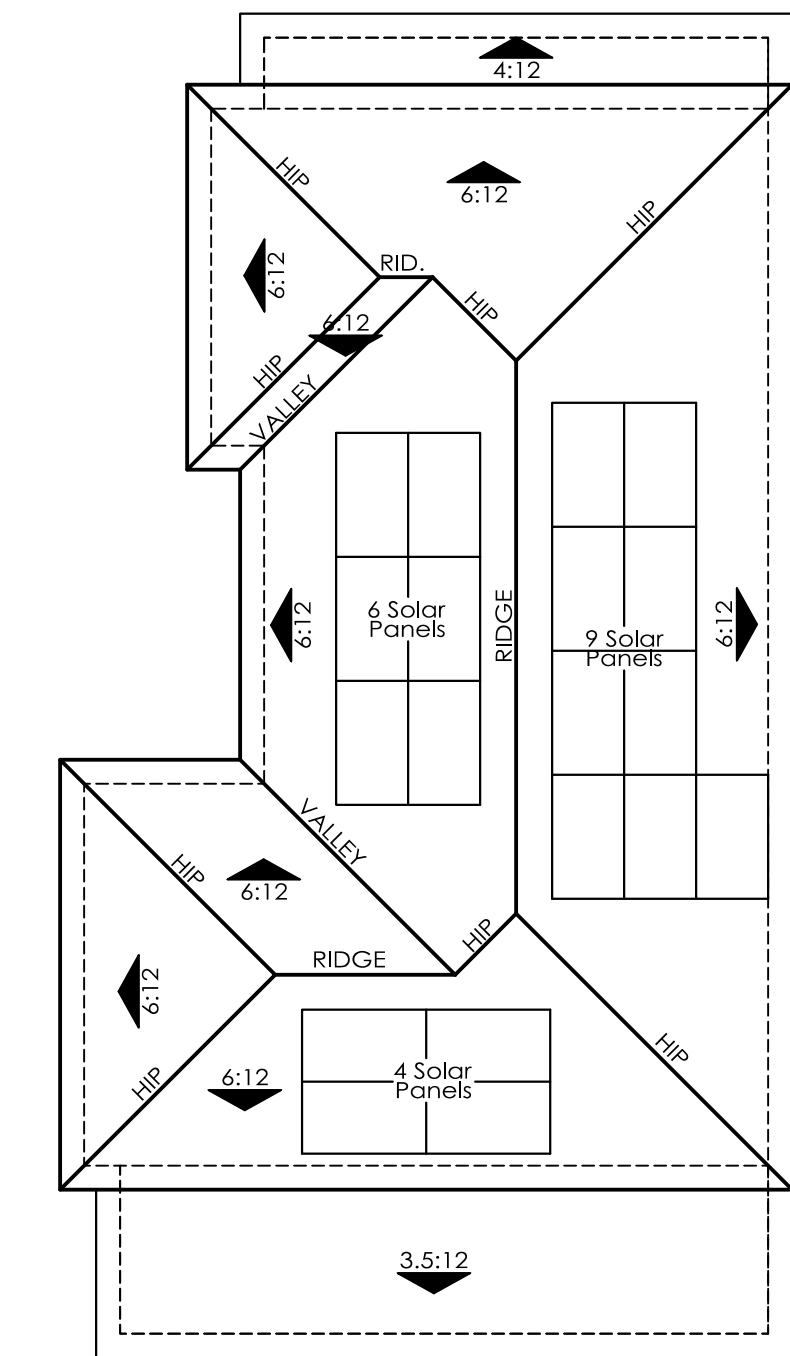 4:12
HIP
6:12
HIP
6:12
RID.
HIP
6:12
HIP
VALLEY
6:12
6 Solar
Panels
RIDGE
9 Solar
Panels
6:12
VALLEY
HIP
6:12
HIP
RIDGE
6:12
HIP
HIP
6:12
4 Solar
Panels
3.5:12